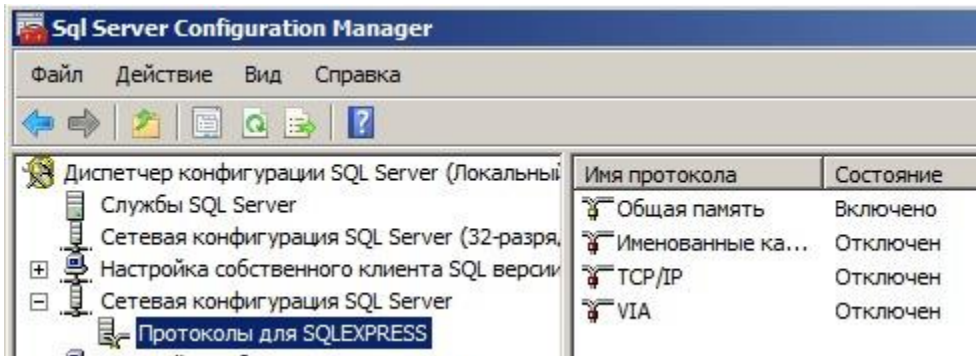 Sql Server Configuration Manager
Файл Действие Вид Справка
Диспетчер конфигурации SQL Server (Локальный
Службы SQL Server
Сетевая конфигурация SQL Server (32-разря
Настройка собственного клиента SQL версии
Сетевая конфигурация SQL Server
Протоколы для SQLEXPRESS
Имя протокола Состояние
Общая память Включено
Именованные ка... Отключен
TCP/IP Отключен
VIA Отключен